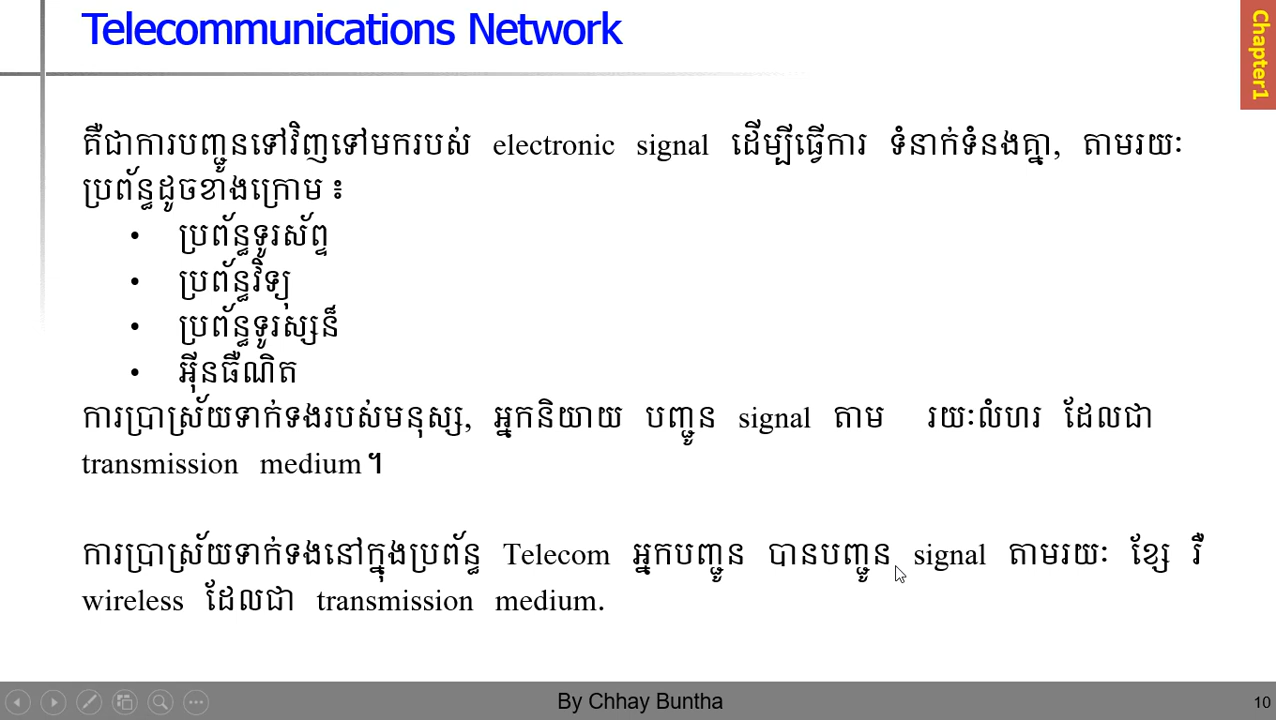 Telecommunications Network
Chapter1
គឺជាការបញ្ជូនទៅវិញទៅមករបស់ electronic signal ដើម្បីធ្វើការ ទំនាក់ទំនងគ្នា, តាមរយៈ
ប្រព័ន្ធដូចខាងក្រោម ៖
• ប្រព័ន្ធទូរស័ព្ទ
• ប្រព័ន្ធវិទ្យុ
• ប្រព័ន្ធទូរស្សន៏
• អ៊ីនធឺណិត
ការប្រាស្រ័យទាក់ទងរបស់មនុស្ស, អ្នកនិយាយ បញ្ជូន signal តាម រយៈលំហរ ដែលជា
transmission medium។
ការប្រាស្រ័យទាក់ទងនៅក្នុងប្រព័ន្ធ Telecom អ្នកបញ្ជូន បានបញ្ជូន signal តាមរយៈ ខ្សែ រឺ
wireless ដែលជា transmission medium.
By Chhay Buntha
10